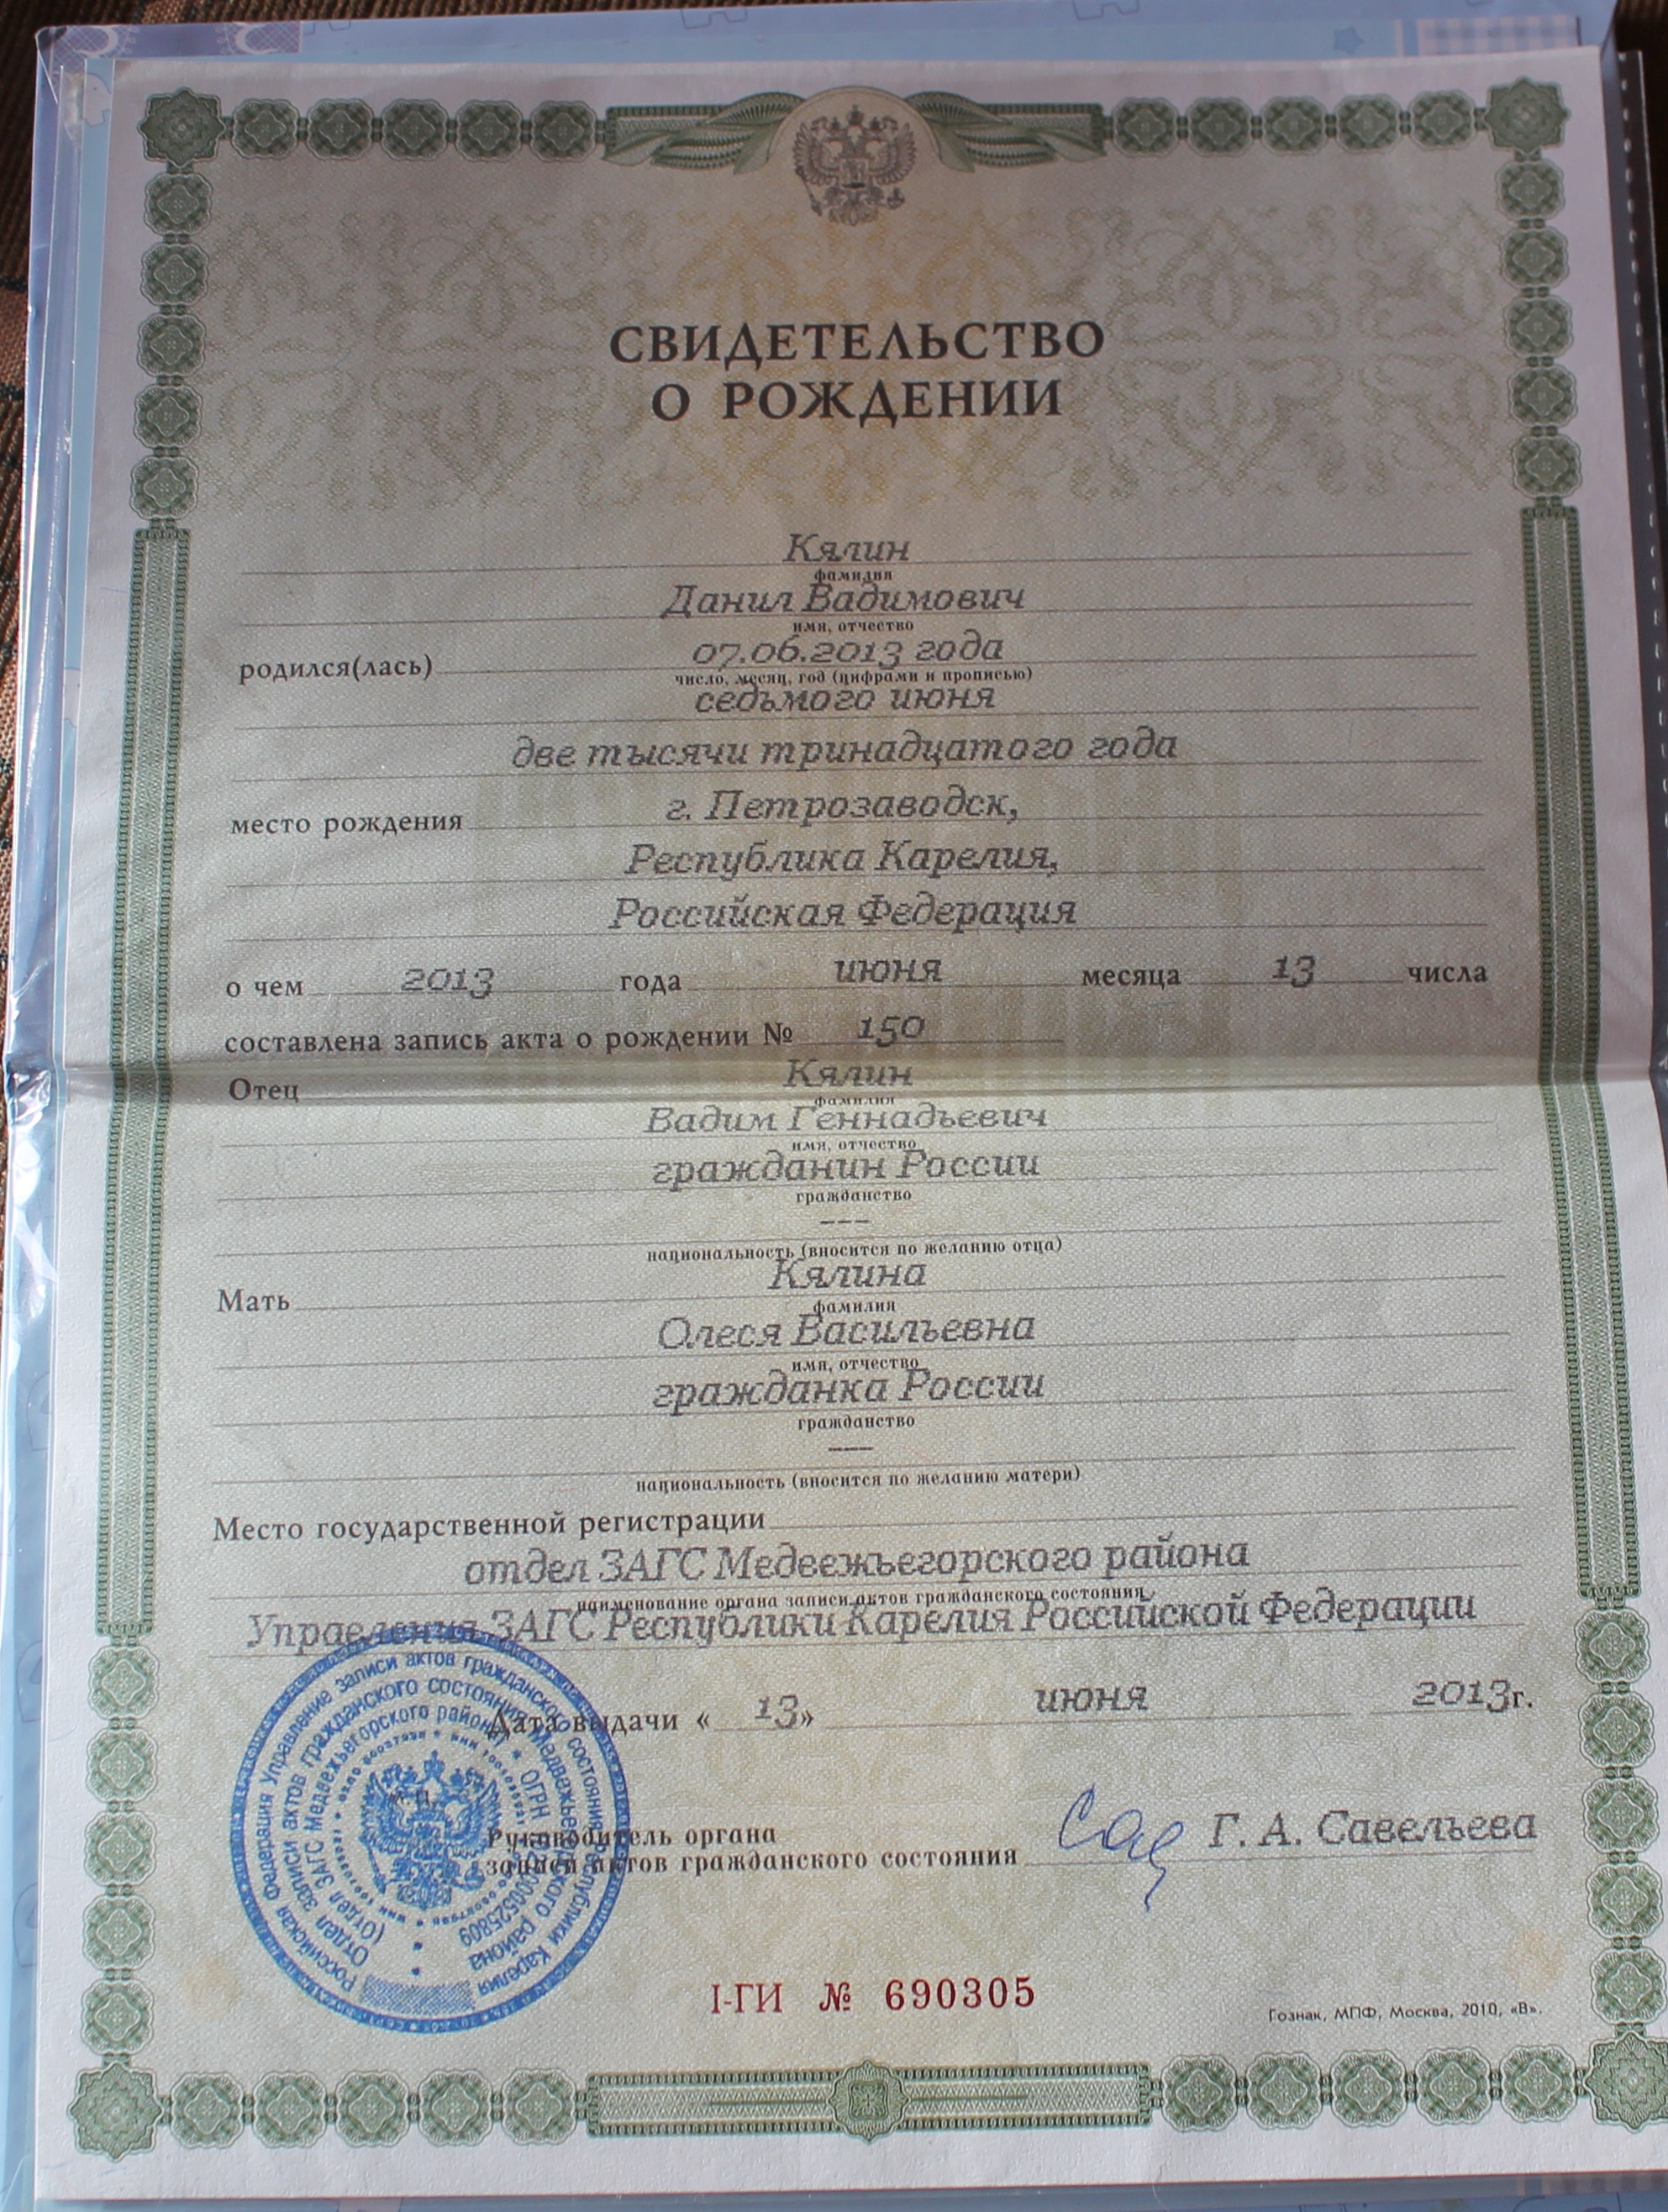 СВИДЕТЕЛЬСТВО
О РОЖДЕНИИ
Кялин
фамилия
Данил Вадимович
имя, отчество
родился(лась) 07.06.2013 года
число, месяц, год (цифрами и прописью)
седьмого июня
две тысячи тринадцатого года
место рождения г. Петрозаводск,
Республика Карелия,
Российская Федерация
о чем 2013 года июня месяца 13 числа
составлена запись акта о рождении № 150
Отец Кялин
фамилия
Вадим Геннадьевич
имя, отчество
гражданин России
гражданство
---
национальность (вносится по желанию отца)
Мать Кялина
фамилия
Олеся Васильевна
имя, отчество
гражданка России
гражданство
---
национальность (вносится по желанию матери)
Место государственной регистрации
отдел ЗАГС Медвежьегорского района
наименование органа записи актов гражданского состояния
Управления ЗАГС Республики Карелия Российской Федерации
Дата выдачи « 13 » июня 2013 г.
М.П.
Руководитель органа
записи актов гражданского состояния Г. А. Савельева
Российская Федерация Управление записи актов гражданского состояния Республики Карелия
Отдел записи актов гражданского состояния Медвежьегорского района
(Отдел ЗАГС Медвежьегорского района)
I-ГИ № 690305
Гознак, МПФ, Москва, 2010, «В».